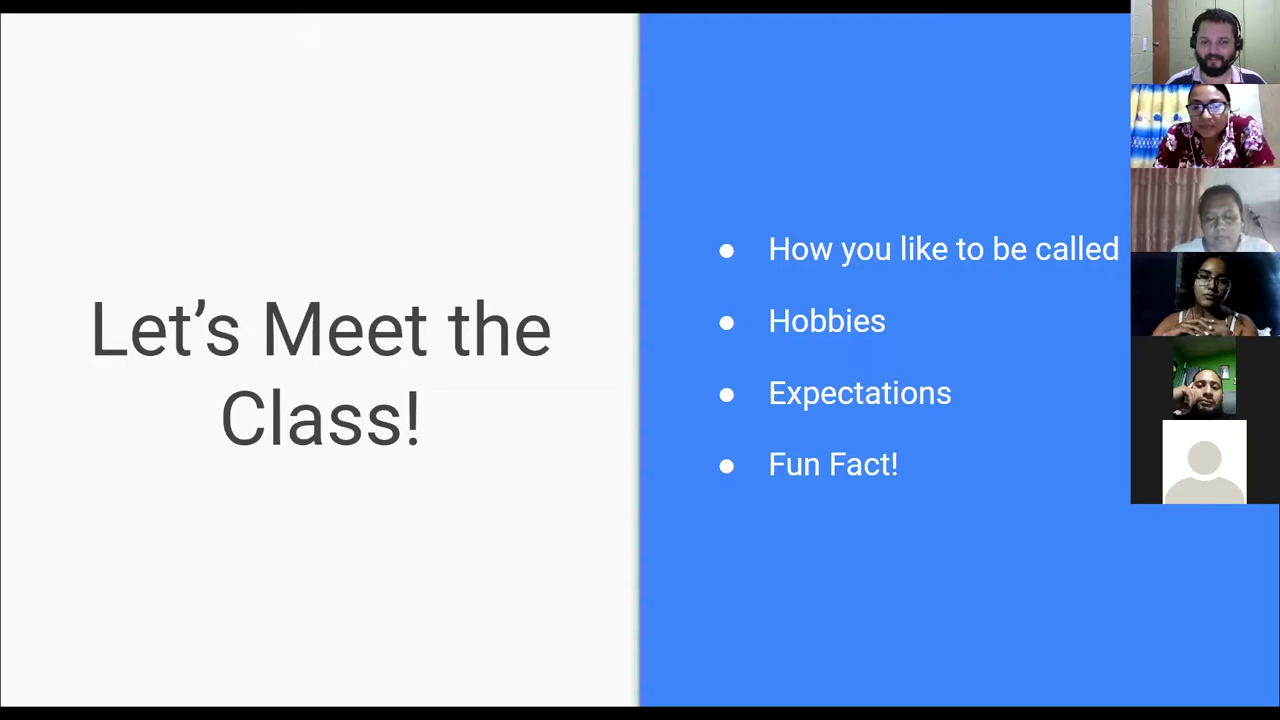 Let’s Meet the
Class!
● How you like to be called
● Hobbies
● Expectations
● Fun Fact!